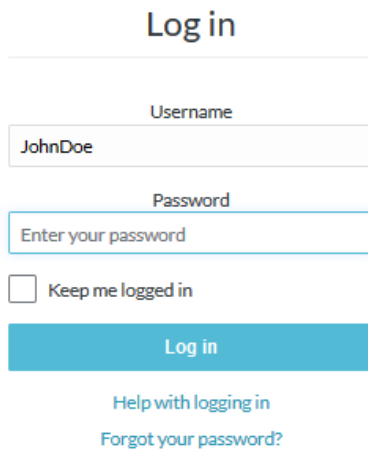 Log in
Username
JohnDoe
Password
Enter your password
Keep me logged in
Log in
Help with logging in
Forgot your password?